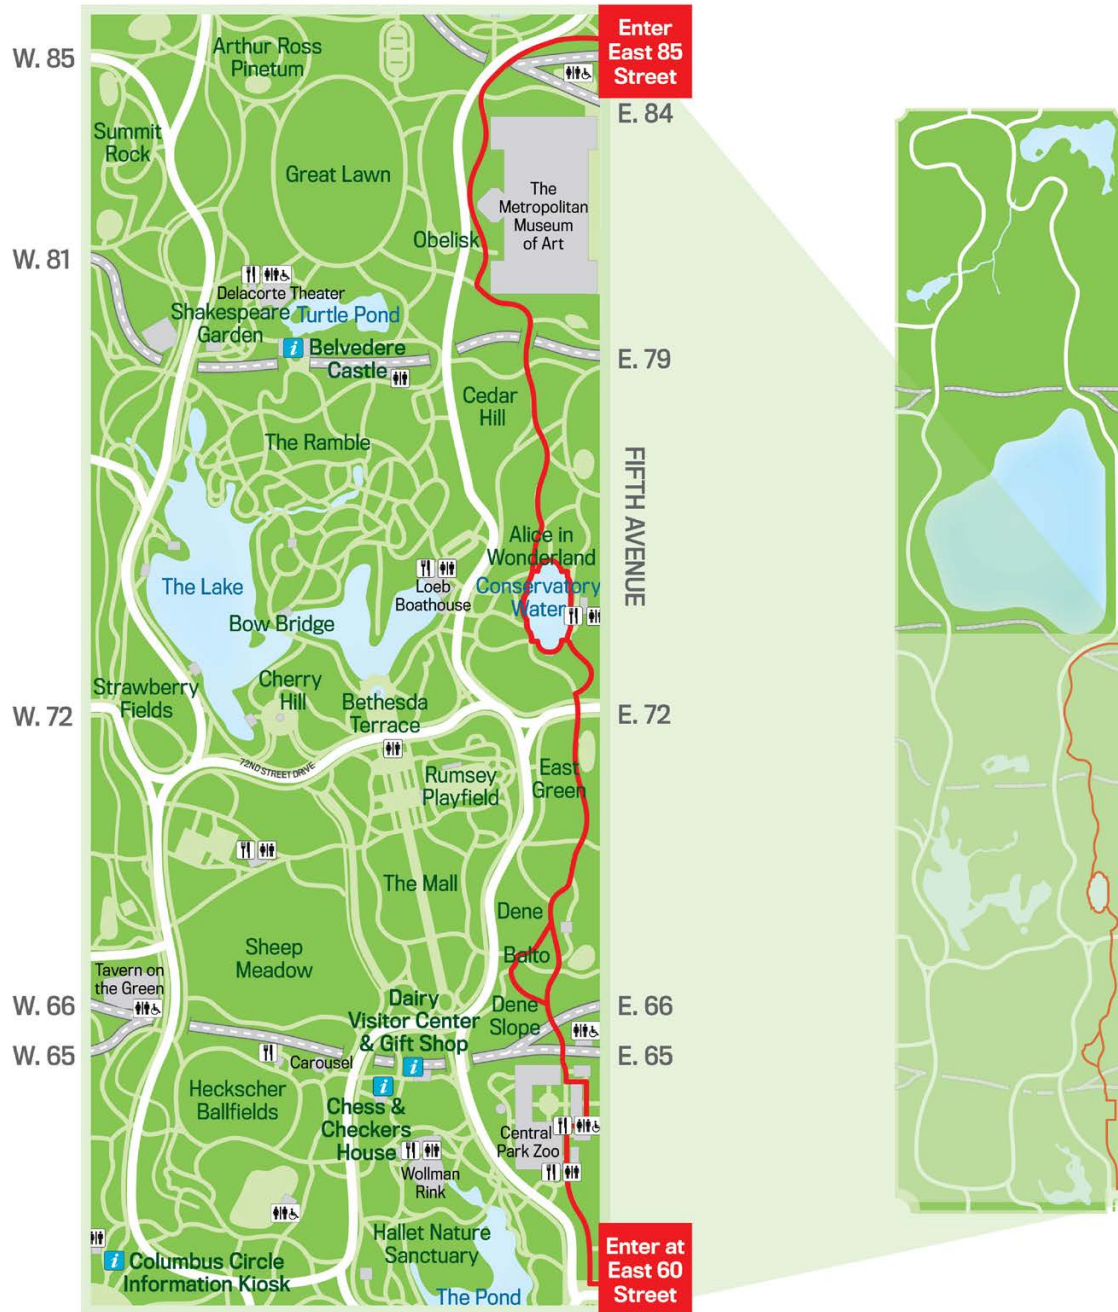 Enter
East 85
Street
W. 85
Arthur Ross
Pinetum
E. 84
Summit
Rock
Great Lawn
The
Metropolitan
Museum
of Art
Obelisk
W. 81
Delacorte Theater
Shakespeare
Garden
Turtle Pond
i
Belvedere
Castle
E. 79
Cedar
Hill
The Ramble
FIFTH AVENUE
Alice in
Wonderland
The Lake
Loeb
Boathouse
Conservatory
Water
Bow Bridge
Strawberry
Fields
Cherry
Hill
Bethesda
Terrace
W. 72
E. 72
72ND STREET DRIVE
Rumsey
Playfield
East
Green
The Mall
Dene
Sheep
Meadow
Balto
Tavern on
the Green
W. 66
Dairy
Visitor Center
& Gift Shop
i
Dene
Slope
E. 66
W. 65
Carousel
E. 65
Heckscher
Ballfields
i
Chess &
Checkers
House
Central
Park Zoo
Wollman
Rink
Hallet Nature
Sanctuary
Enter at
East 60
Street
i
Columbus Circle
Information Kiosk
The Pond